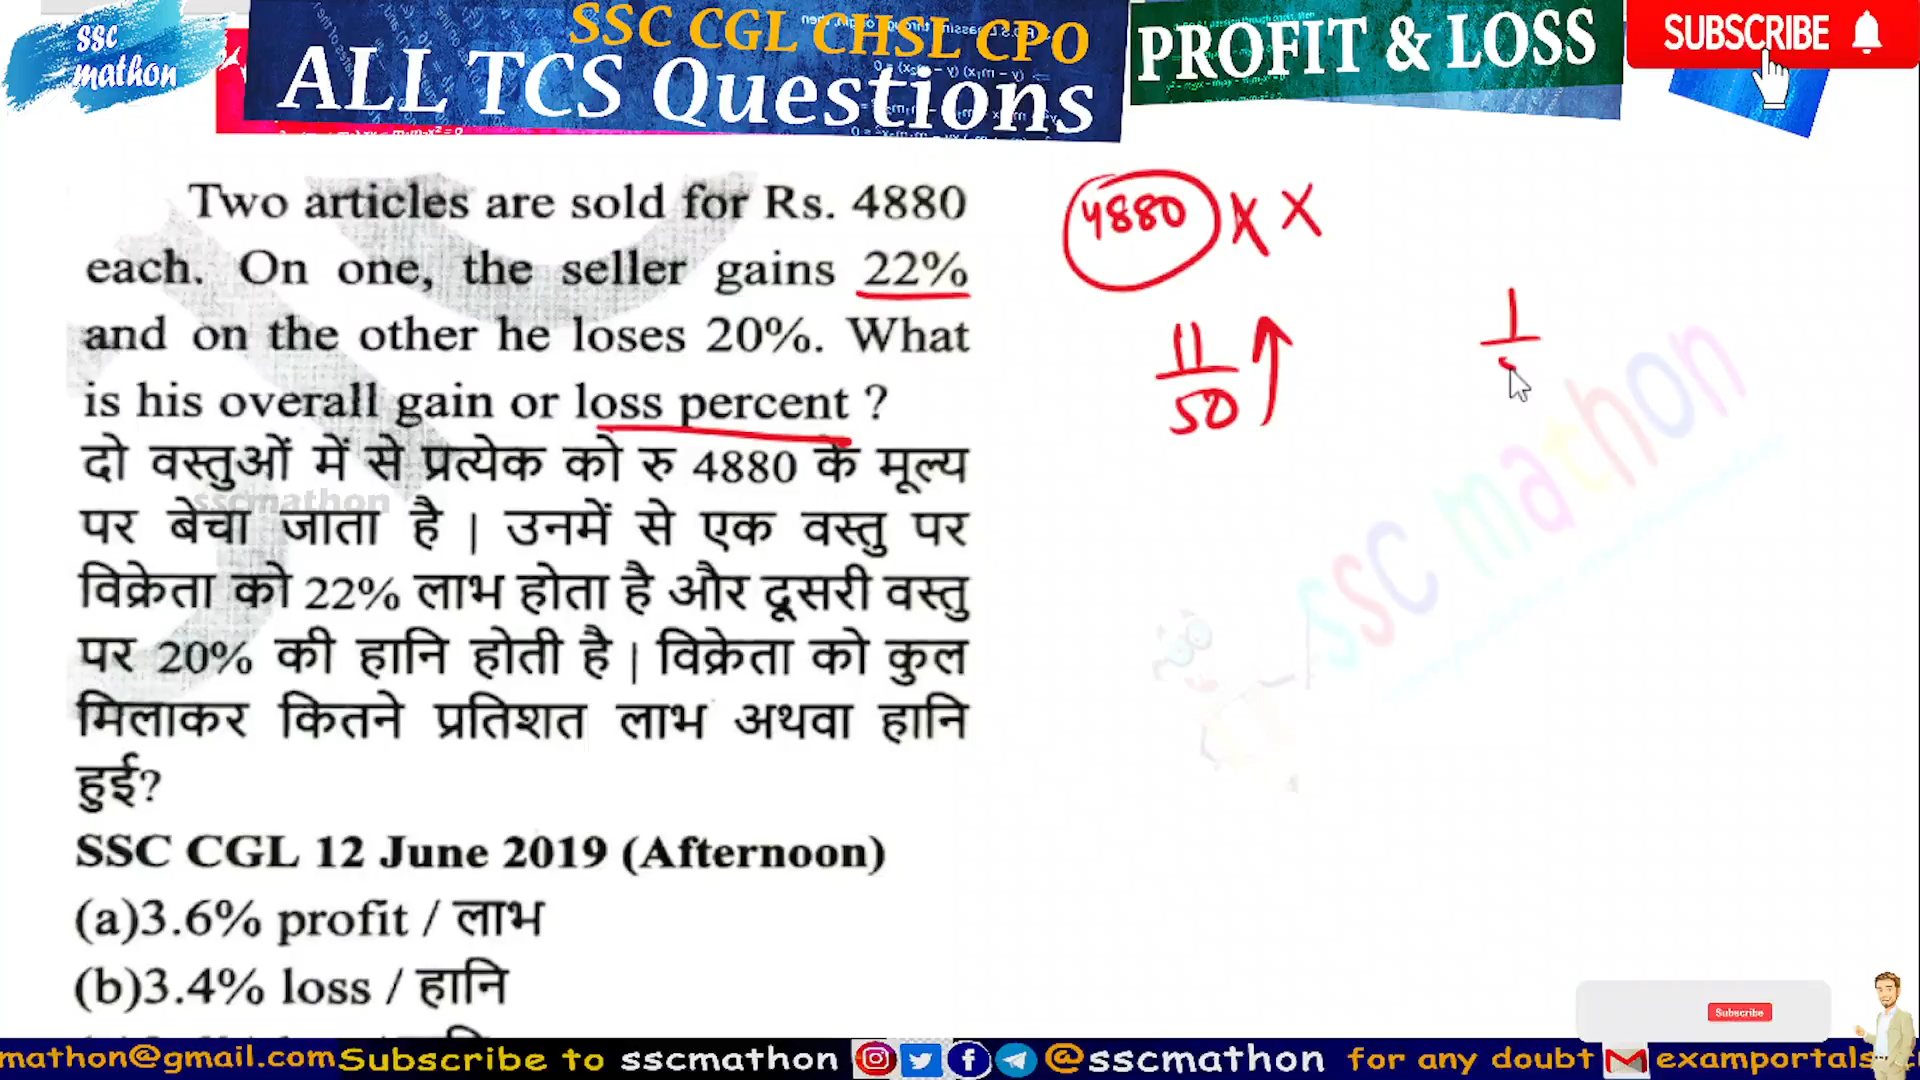 SSC
mathon
SSC CGL CHSL CPO
ALL TCS Questions
PROFIT & LOSS
SUBSCRIBE
Two articles are sold for Rs. 4880
each. On one, the seller gains 22%
and on the other he loses 20%. What
is his overall gain or loss percent ?
दो वस्तुओं में से प्रत्येक को रु 4880 के मूल्य
पर बेचा जाता है | उनमें से एक वस्तु पर
विक्रेता को 22% लाभ होता है और दूसरी वस्तु
पर 20% की हानि होती है | विक्रेता को कुल
मिलाकर कितने प्रतिशत लाभ अथवा हानि
हुई?
SSC CGL 12 June 2019 (Afternoon)
(a)3.6% profit / लाभ
(b)3.4% loss / हानि
4880 X X
11
50
1
sscmathon
SSC mathon
Subscribe
mathon@gmail.com Subscribe to sscmathon @sscmathon for any doubt examportals